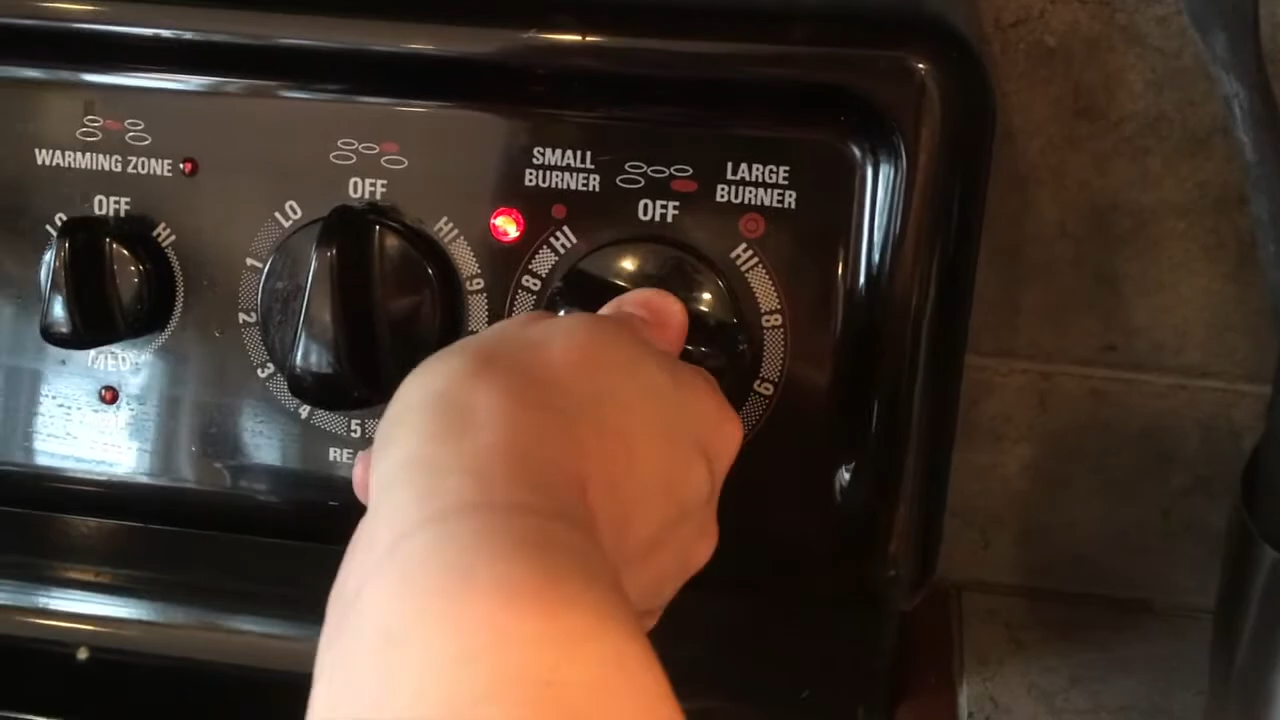 WARMING ZONE
OFF
HI
MED
OFF
LO
HI
1
2
3
4
5
9
SMALL
BURNER
OFF
LARGE
BURNER
HI
8
HI
8
6